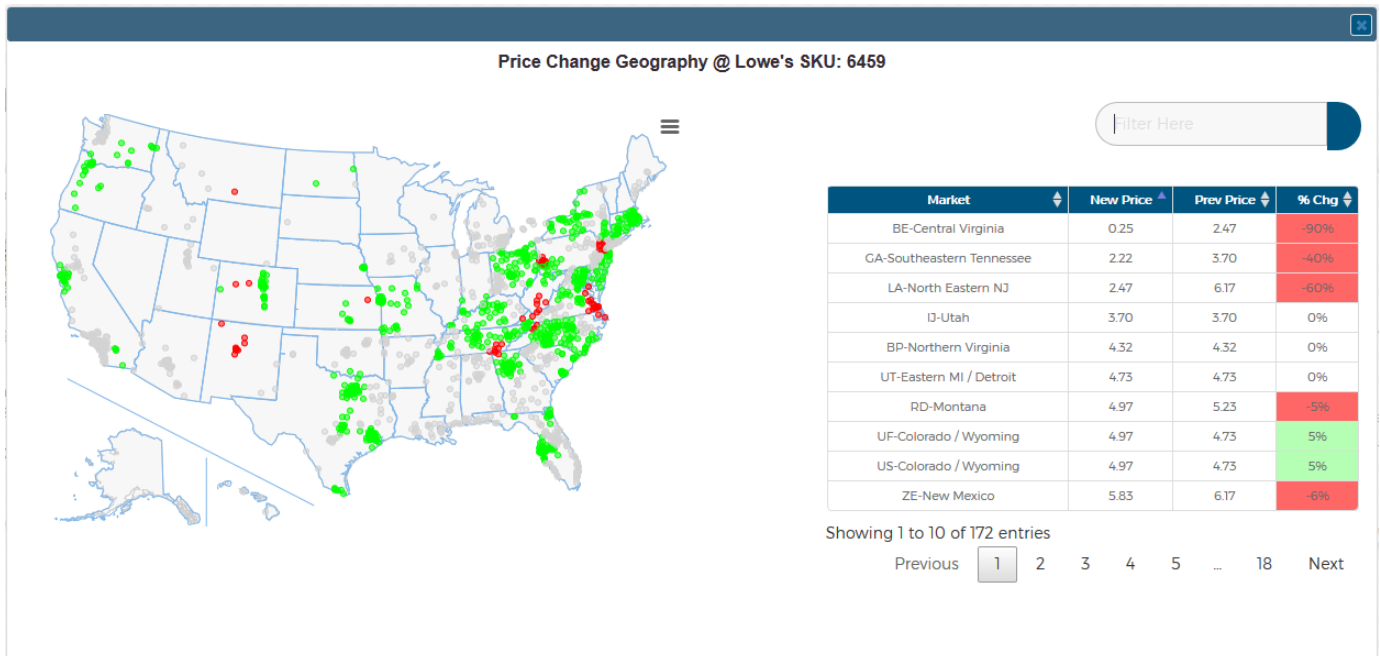 Price Change Geography @ Lowe's SKU: 6459
Filter Here
Market New Price Prev Price % Chg
BE-Central Virginia 0.25 2.47 -90%
GA-Southeastern Tennessee 2.22 3.70 -40%
LA-North Eastern NJ 2.47 6.17 -60%
IJ-Utah 3.70 3.70 0%
BP-Northern Virginia 4.32 4.32 0%
UT-Eastern MI / Detroit 4.73 4.73 0%
RD-Montana 4.97 5.23 -5%
UF-Colorado / Wyoming 4.97 4.73 5%
US-Colorado / Wyoming 4.97 4.73 5%
ZE-New Mexico 5.83 6.17 -6%
Showing 1 to 10 of 172 entries
Previous 1 2 3 4 5 ... 18 Next